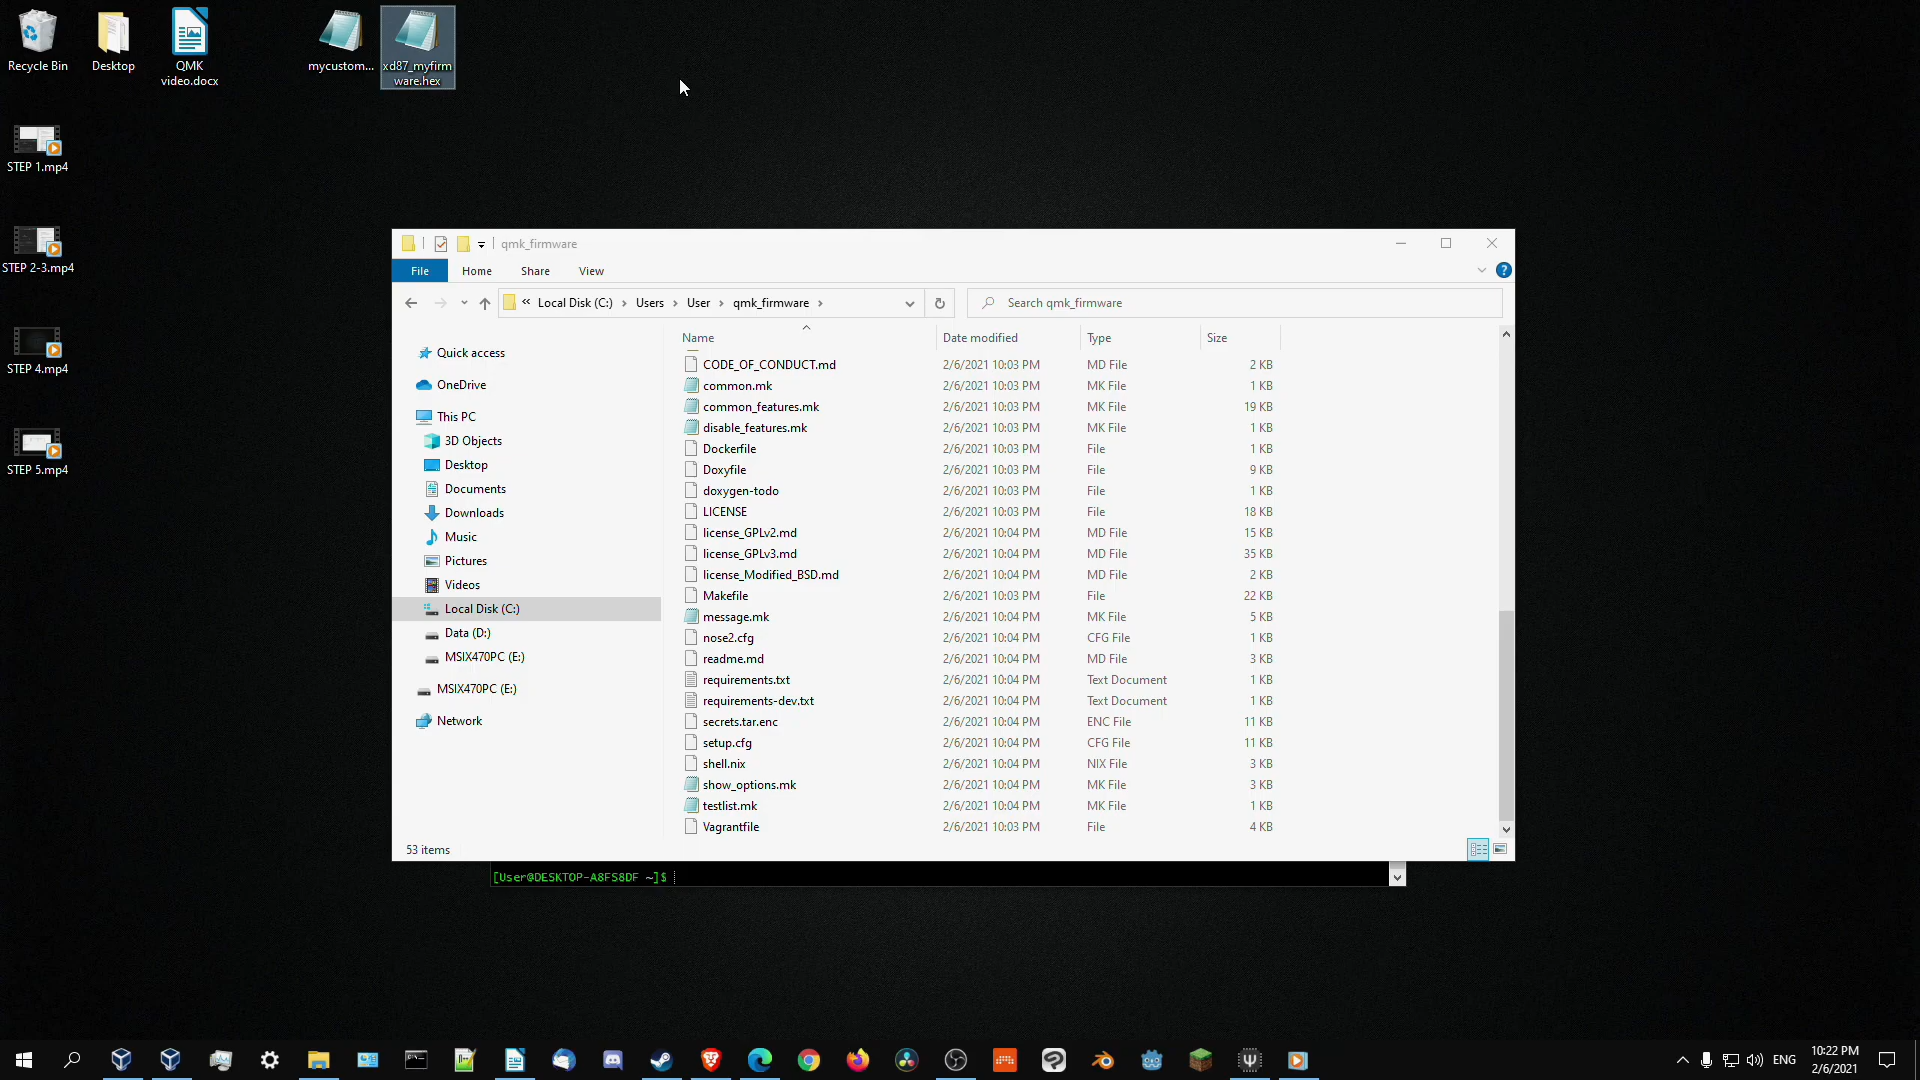 Recycle Bin
Desktop
QMK
video.docx
mycustom...
xd87_myfirm
ware.hex
STEP 1.mp4
STEP 2-3.mp4
STEP 4.mp4
STEP 5.mp4
qmk_firmware
File Home Share View
« Local Disk (C:) > Users > User > qmk_firmware >
Search qmk_firmware
Quick access
OneDrive
This PC
3D Objects
Desktop
Documents
Downloads
Music
Pictures
Videos
Local Disk (C:)
Data (D:)
MSIX470PC (E:)
MSIX470PC (E:)
Network
Name Date modified Type Size
CODE_OF_CONDUCT.md 2/6/2021 10:03 PM MD File 2 KB
common.mk 2/6/2021 10:03 PM MK File 1 KB
common_features.mk 2/6/2021 10:03 PM MK File 19 KB
disable_features.mk 2/6/2021 10:03 PM MK File 1 KB
Dockerfile 2/6/2021 10:03 PM File 1 KB
Doxyfile 2/6/2021 10:03 PM File 9 KB
doxygen-todo 2/6/2021 10:03 PM File 1 KB
LICENSE 2/6/2021 10:03 PM File 18 KB
license_GPLv2.md 2/6/2021 10:04 PM MD File 15 KB
license_GPLv3.md 2/6/2021 10:04 PM MD File 35 KB
license_Modified_BSD.md 2/6/2021 10:04 PM MD File 2 KB
Makefile 2/6/2021 10:03 PM File 22 KB
message.mk 2/6/2021 10:04 PM MK File 5 KB
nose2.cfg 2/6/2021 10:04 PM CFG File 1 KB
readme.md 2/6/2021 10:04 PM MD File 3 KB
requirements.txt 2/6/2021 10:04 PM Text Document 1 KB
requirements-dev.txt 2/6/2021 10:04 PM Text Document 1 KB
secrets.tar.enc 2/6/2021 10:04 PM ENC File 11 KB
setup.cfg 2/6/2021 10:04 PM CFG File 11 KB
shell.nix 2/6/2021 10:04 PM NIX File 3 KB
show_options.mk 2/6/2021 10:04 PM MK File 3 KB
testlist.mk 2/6/2021 10:04 PM MK File 1 KB
Vagrantfile 2/6/2021 10:03 PM File 4 KB
53 items
[User@DESKTOP-A8FS8DF ~]$
ENG
10:22 PM
2/6/2021